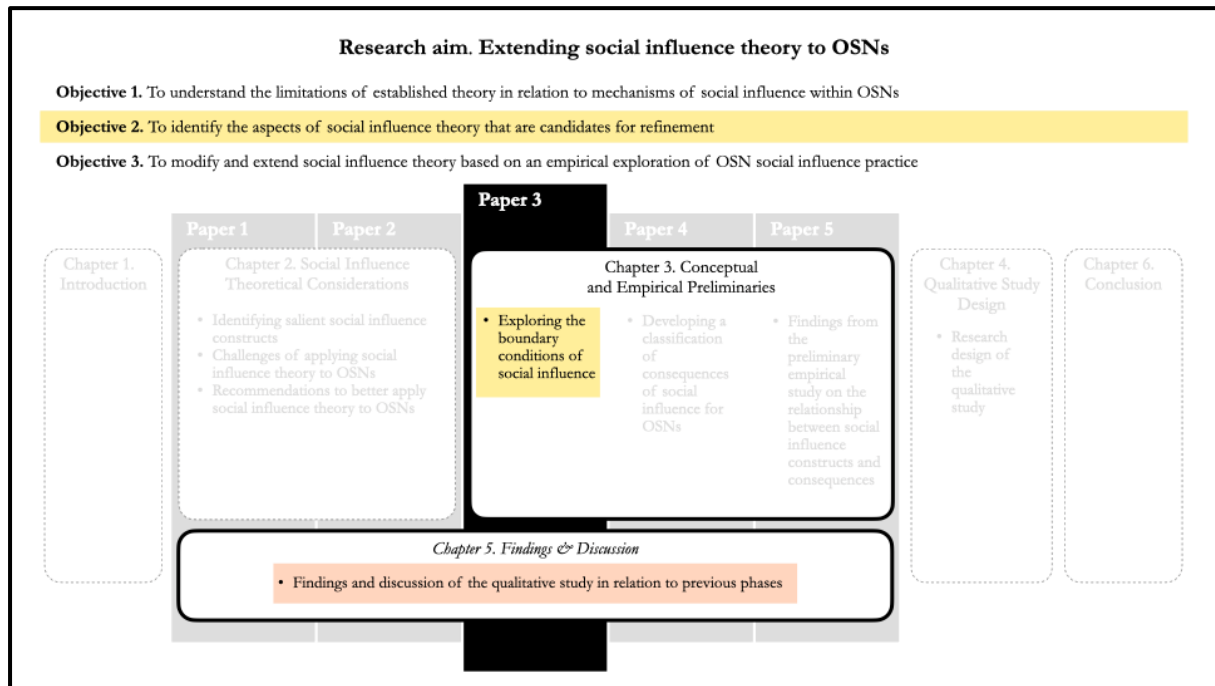 Research aim. Extending social influence theory to OSNs
Objective 1. To understand the limitations of established theory in relation to mechanisms of social influence within OSNs
Objective 2. To identify the aspects of social influence theory that are candidates for refinement
Objective 3. To modify and extend social influence theory based on an empirical exploration of OSN social influence practice
Paper 1
Paper 2
Paper 3
Paper 4
Paper 5
Chapter 1.
Introduction
Chapter 2. Social Influence
Theoretical Considerations
• Identifying salient social influence
constructs
• Challenges of applying social
influence theory to OSNs
• Recommendations to better apply
social influence theory to OSNs
Chapter 3. Conceptual
and Empirical Preliminaries
• Exploring the
boundary
conditions of
social influence
• Developing a
classification
of
consequences
of social
influence for
OSNs
• Findings from
the
preliminary
empirical
study on the
relationship
between social
influence
constructs and
consequences
Chapter 4.
Qualitative Study
Design
• Research
design of
the
qualitative
study
Chapter 6.
Conclusion
Chapter 5. Findings & Discussion
• Findings and discussion of the qualitative study in relation to previous phases